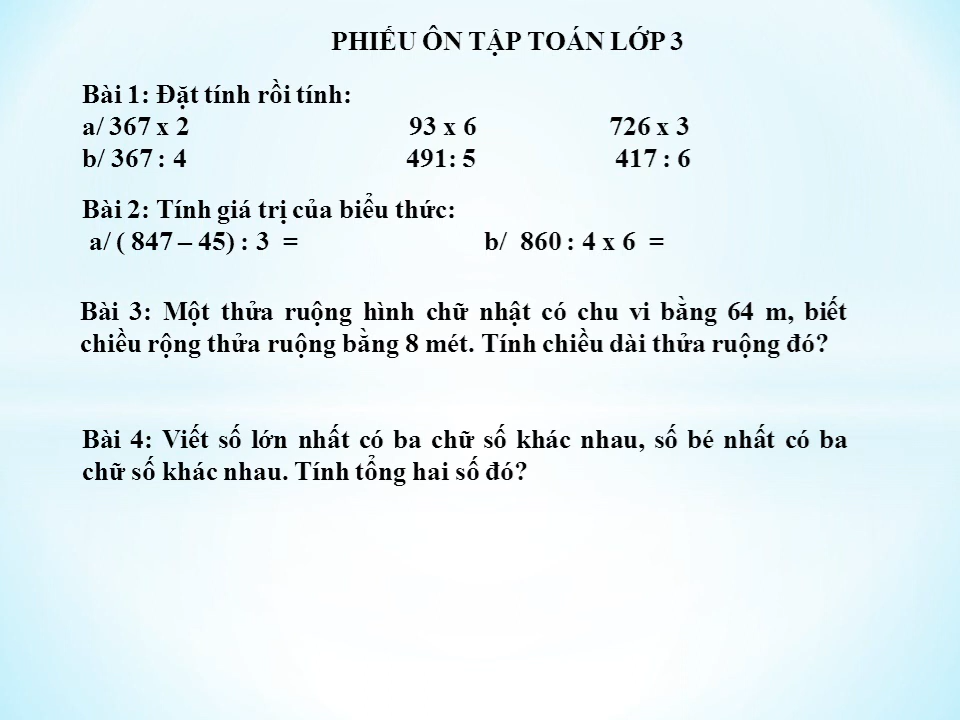 PHIẾU ÔN TẬP TOÁN LỚP 3
Bài 1: Đặt tính rồi tính:
a/ 367 x 2 93 x 6 726 x 3
b/ 367 : 4 491: 5 417 : 6
Bài 2: Tính giá trị của biểu thức:
a/ ( 847 – 45) : 3 = b/ 860 : 4 x 6 =
Bài 3: Một thửa ruộng hình chữ nhật có chu vi bằng 64 m, biết
chiều rộng thửa ruộng bằng 8 mét. Tính chiều dài thửa ruộng đó?
Bài 4: Viết số lớn nhất có ba chữ số khác nhau, số bé nhất có ba
chữ số khác nhau. Tính tổng hai số đó?